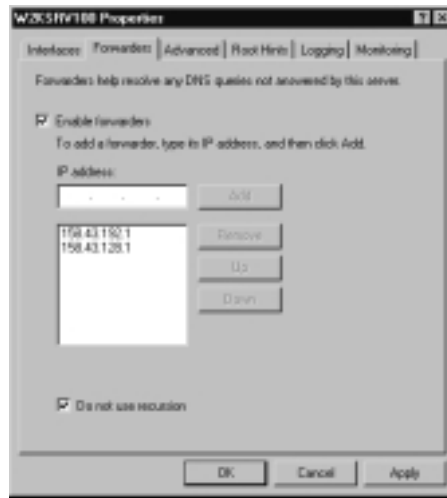 W2KSRV100 Properties
Interfaces Forwarders Advanced Root Hints Logging Monitoring
Forwarders help resolve any DNS queries not answered by this server.
Enable forwarders
To add a forwarder, type its IP address, and then click Add.
IP address:
Add
158.43.192.1
158.43.128.1
Remove
Up
Down
Do not use recursion
OK Cancel Apply